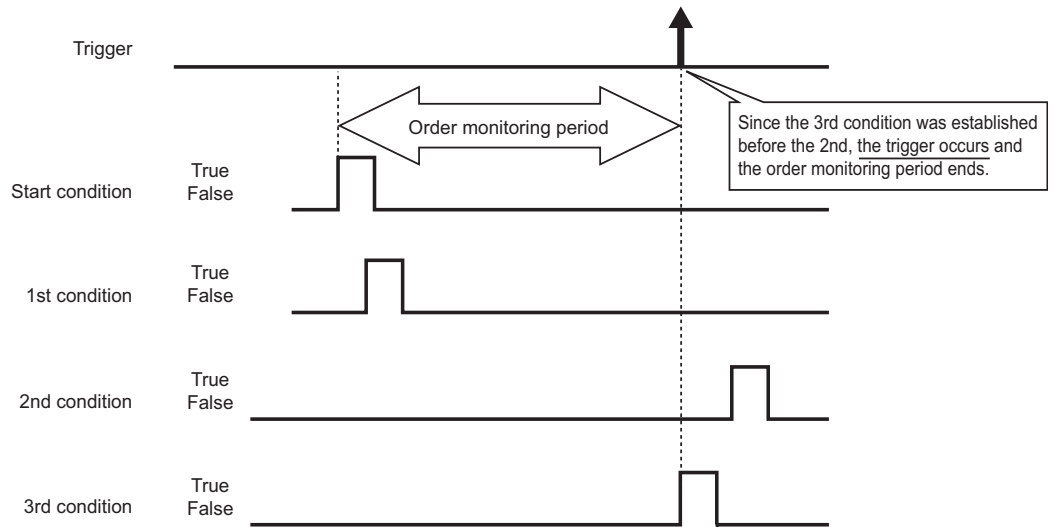 Trigger
Order monitoring period
Since the 3rd condition was established
before the 2nd, the trigger occurs and
the order monitoring period ends.
Start condition
True
False
1st condition
True
False
2nd condition
True
False
3rd condition
True
False